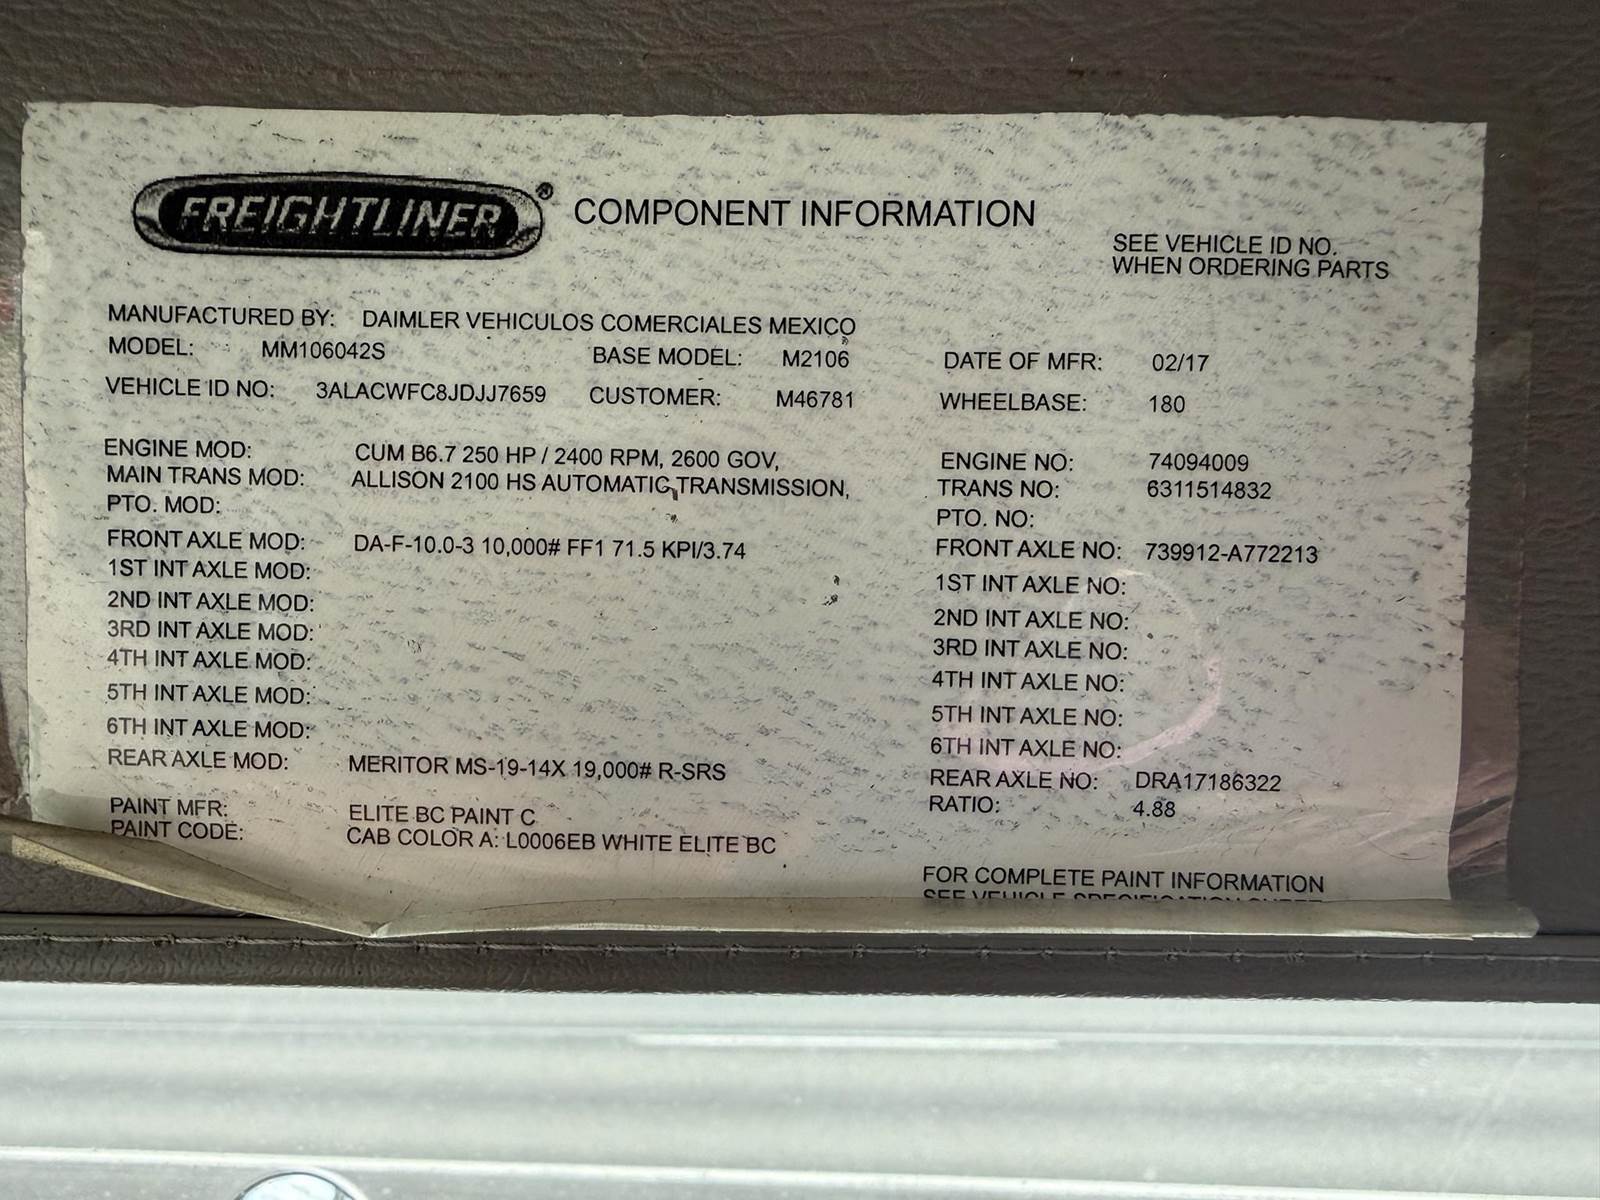 FREIGHTLINER® COMPONENT INFORMATION
SEE VEHICLE ID NO.
WHEN ORDERING PARTS
MANUFACTURED BY: DAIMLER VEHICULOS COMERCIALES MEXICO
MODEL: MM106042S BASE MODEL: M2106 DATE OF MFR: 02/17
VEHICLE ID NO: 3ALACWFC8JDJJ7659 CUSTOMER: M46781 WHEELBASE: 180
ENGINE MOD: CUM B6.7 250 HP / 2400 RPM, 2600 GOV, ENGINE NO: 74094009
MAIN TRANS MOD: ALLISON 2100 HS AUTOMATIC TRANSMISSION, TRANS NO: 6311514832
PTO. MOD: PTO. NO:
FRONT AXLE MOD: DA-F-10.0-3 10,000# FF1 71.5 KPI/3.74 FRONT AXLE NO: 739912-A772213
1ST INT AXLE MOD: 1ST INT AXLE NO:
2ND INT AXLE MOD: 2ND INT AXLE NO:
3RD INT AXLE MOD: 3RD INT AXLE NO:
4TH INT AXLE MOD: 4TH INT AXLE NO:
5TH INT AXLE MOD: 5TH INT AXLE NO:
6TH INT AXLE MOD: 6TH INT AXLE NO:
REAR AXLE MOD: MERITOR MS-19-14X 19,000# R-SRS REAR AXLE NO: DRA17186322
RATIO: 4.88
PAINT MFR: ELITE BC PAINT C
PAINT CODE: CAB COLOR A: L0006EB WHITE ELITE BC
FOR COMPLETE PAINT INFORMATION
SEE VEHICLE SPECIFICATION SHEET